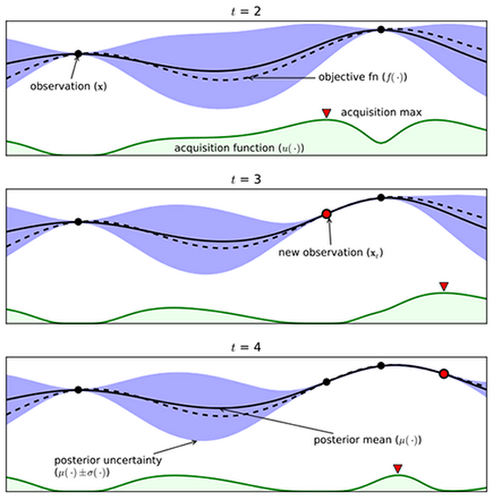 t = 2
objective fn (f(·))
observation (x)
acquisition max
acquisition function (u(·))
t = 3
new observation (xₜ)
t = 4
posterior mean (μ(·))
posterior uncertainty
(μ(·) ± σ(·))